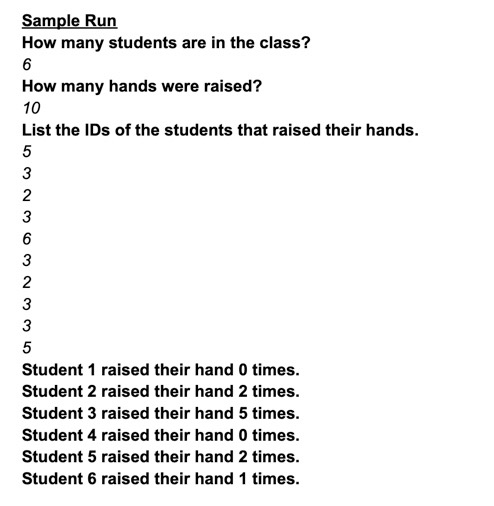 Sample Run
How many students are in the class?
6
How many hands were raised?
10
List the IDs of the students that raised their hands.
5
3
2
3
6
3
2
3
3
5
Student 1 raised their hand 0 times.
Student 2 raised their hand 2 times.
Student 3 raised their hand 5 times.
Student 4 raised their hand 0 times.
Student 5 raised their hand 2 times.
Student 6 raised their hand 1 times.